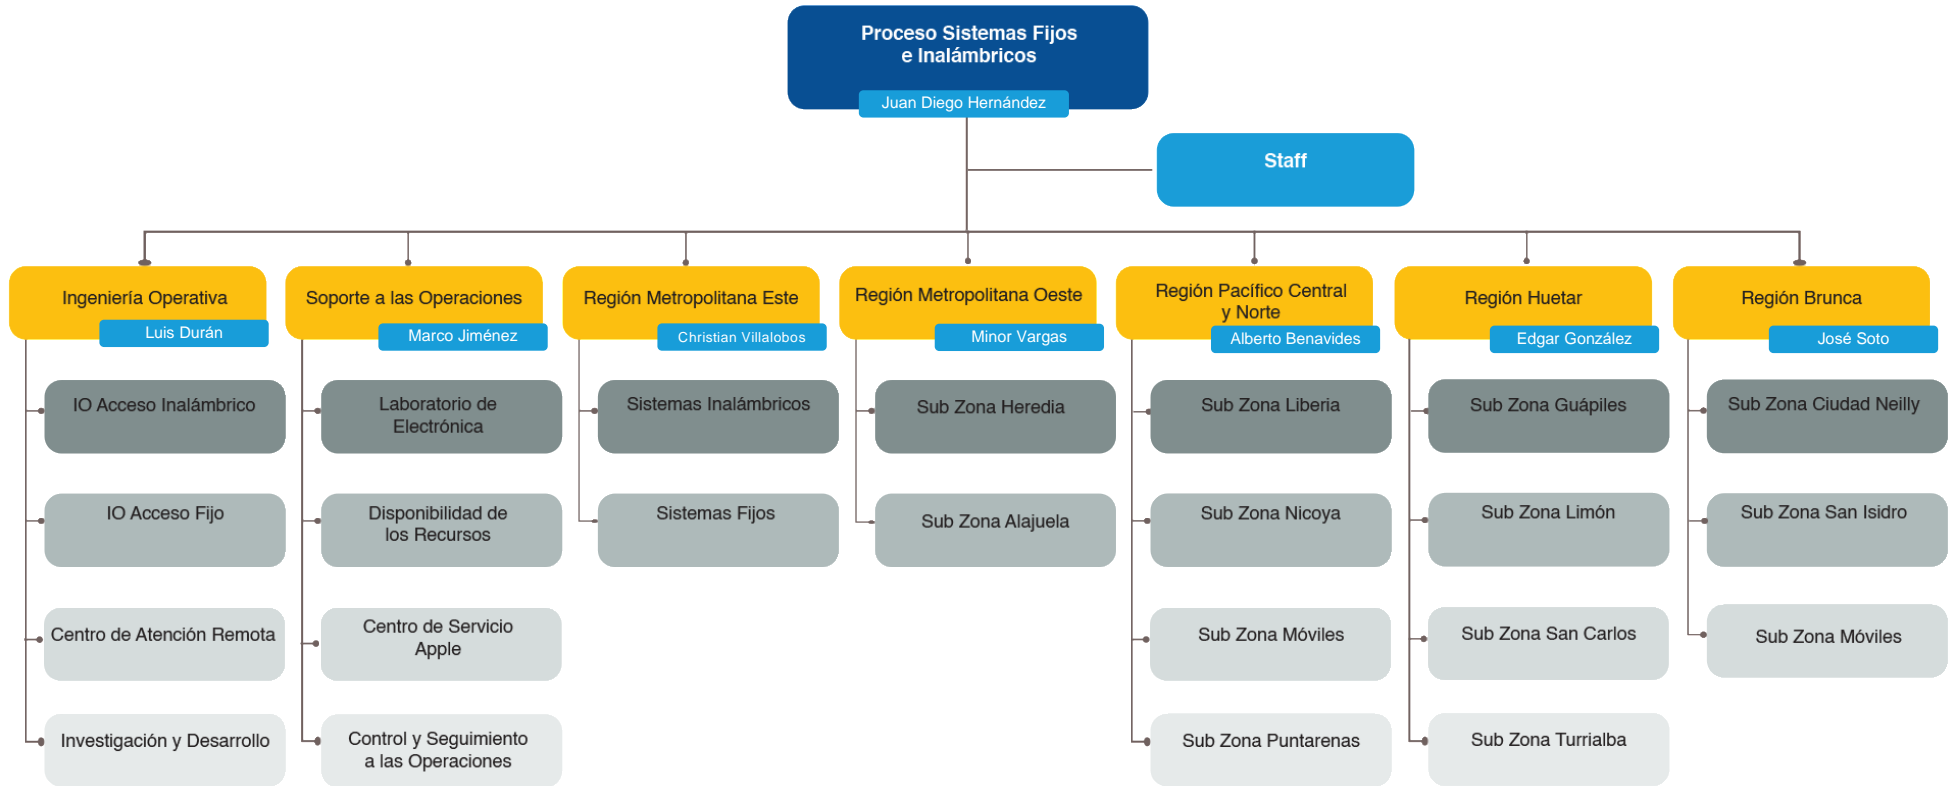 Proceso Sistemas Fijos
e Inalámbricos
Juan Diego Hernández
Staff
Ingeniería Operativa
Luis Durán
IO Acceso Inalámbrico
IO Acceso Fijo
Centro de Atención Remota
Investigación y Desarrollo
Soporte a las Operaciones
Marco Jiménez
Laboratorio de
Electrónica
Disponibilidad de
los Recursos
Centro de Servicio
Apple
Control y Seguimiento
a las Operaciones
Región Metropolitana Este
Christian Villalobos
Sistemas Inalámbricos
Sistemas Fijos
Región Metropolitana Oeste
Minor Vargas
Sub Zona Heredia
Sub Zona Alajuela
Región Pacífico Central
y Norte
Alberto Benavides
Sub Zona Liberia
Sub Zona Nicoya
Sub Zona Móviles
Sub Zona Puntarenas
Región Huetar
Edgar González
Sub Zona Guápiles
Sub Zona Limón
Sub Zona San Carlos
Sub Zona Turrialba
Región Brunca
José Soto
Sub Zona Ciudad Neilly
Sub Zona San Isidro
Sub Zona Móviles